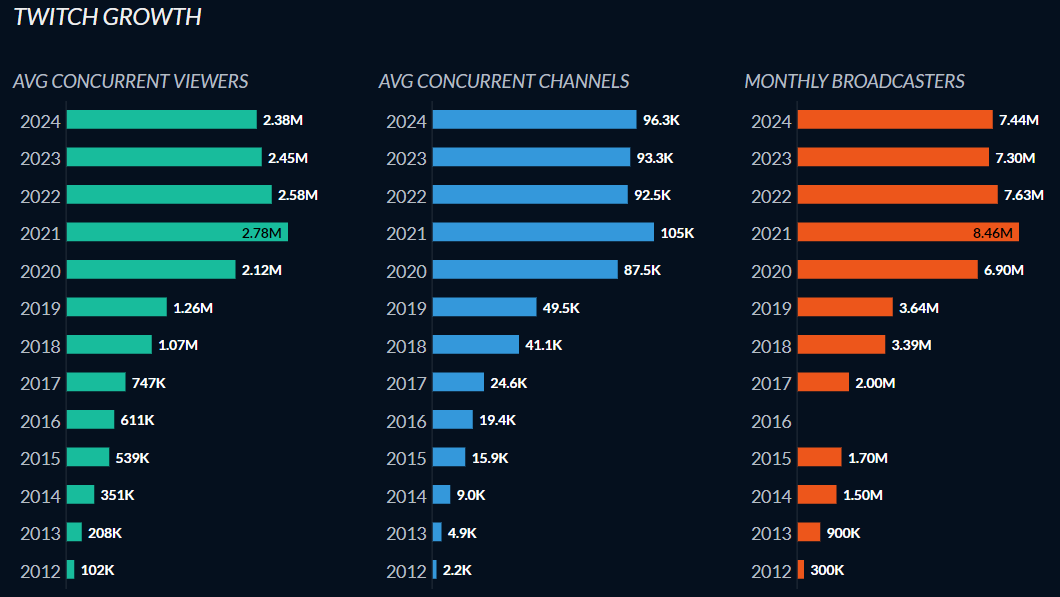 TWITCH GROWTH
AVG CONCURRENT VIEWERS
2024 2.38M
2023 2.45M
2022 2.58M
2021 2.78M
2020 2.12M
2019 1.26M
2018 1.07M
2017 747K
2016 611K
2015 539K
2014 351K
2013 208K
2012 102K
AVG CONCURRENT CHANNELS
2024 96.3K
2023 93.3K
2022 92.5K
2021 105K
2020 87.5K
2019 49.5K
2018 41.1K
2017 24.6K
2016 19.4K
2015 15.9K
2014 9.0K
2013 4.9K
2012 2.2K
MONTHLY BROADCASTERS
2024 7.44M
2023 7.30M
2022 7.63M
2021 8.46M
2020 6.90M
2019 3.64M
2018 3.39M
2017 2.00M
2016
2015 1.70M
2014 1.50M
2013 900K
2012 300K